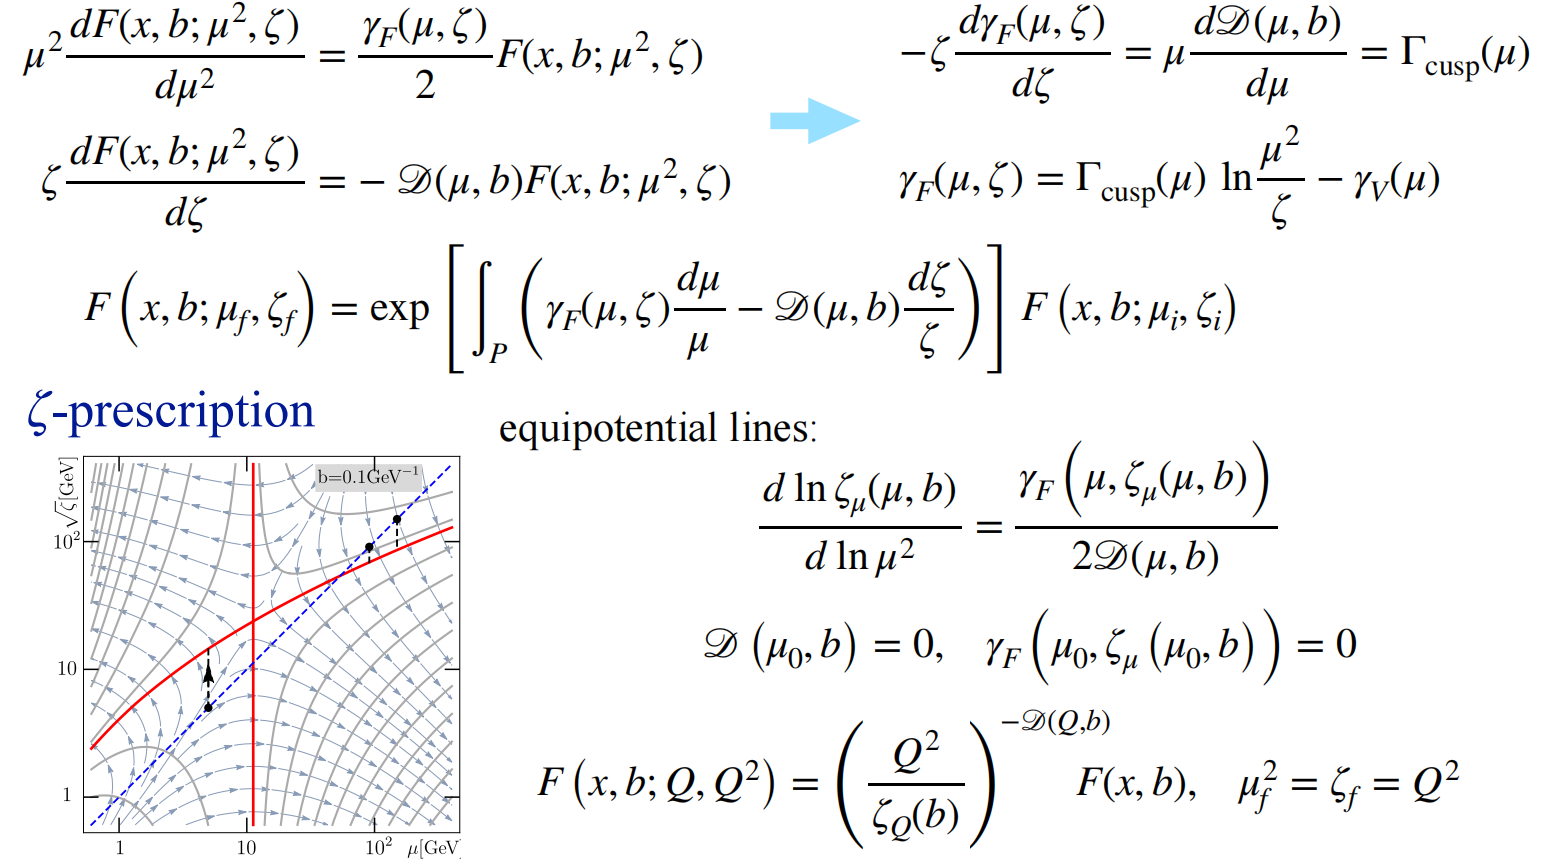 μ² dF(x, b; μ², ζ)/dμ² = γ_F(μ, ζ)/2 F(x, b; μ², ζ)
−ζ dγ_F(μ, ζ)/dζ = μ d𝒟(μ, b)/dμ = Γ_cusp(μ)
ζ dF(x, b; μ², ζ)/dζ = − 𝒟(μ, b)F(x, b; μ², ζ)
γ_F(μ, ζ) = Γ_cusp(μ) ln μ²/ζ − γ_V(μ)
F (x, b; μ_f, ζ_f) = exp [∫_P (γ_F(μ, ζ) dμ/μ − 𝒟(μ, b) dζ/ζ)] F (x, b; μ_i, ζ_i)
ζ-prescription
equipotential lines:
√ζ[GeV]
b=0.1GeV⁻¹
10²
10
1
1
10
10²
μ[GeV]
d ln ζ_μ(μ, b)/d ln μ² = γ_F (μ, ζ_μ(μ, b))/2𝒟(μ, b)
𝒟 (μ₀, b) = 0, γ_F (μ₀, ζ_μ (μ₀, b)) = 0
F (x, b; Q, Q²) = (Q²/ζ_Q(b))^−𝒟(Q,b) F(x, b), μ_f² = ζ_f = Q²